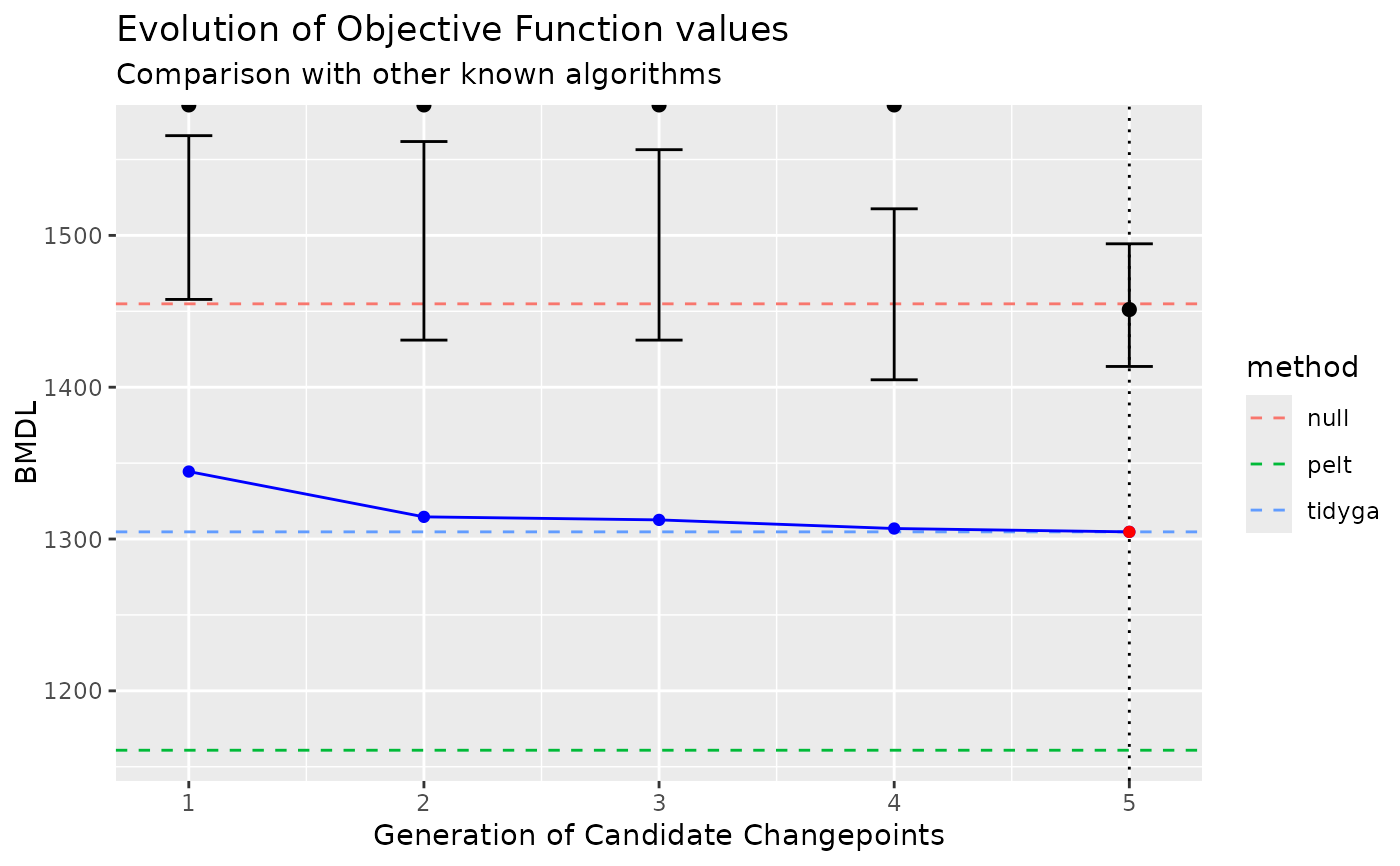 Evolution of Objective Function values
Comparison with other known algorithms
BMDL
1500
1400
1300
1200
1
2
3
4
5
Generation of Candidate Changepoints
method
null
pelt
tidyga